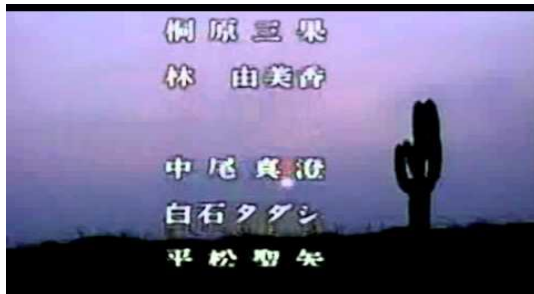 桐原三果
林 由美香
中尾真澄
白石タダシ
平松聖矢